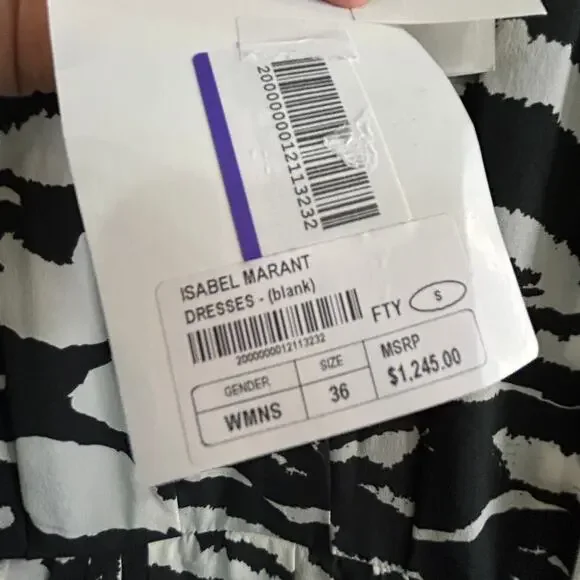 2000000012113232
ISABEL MARANT
DRESSES - (blank)
2000000012113232
FTY S
GENDER SIZE MSRP
WMNS 36 $1,245.00